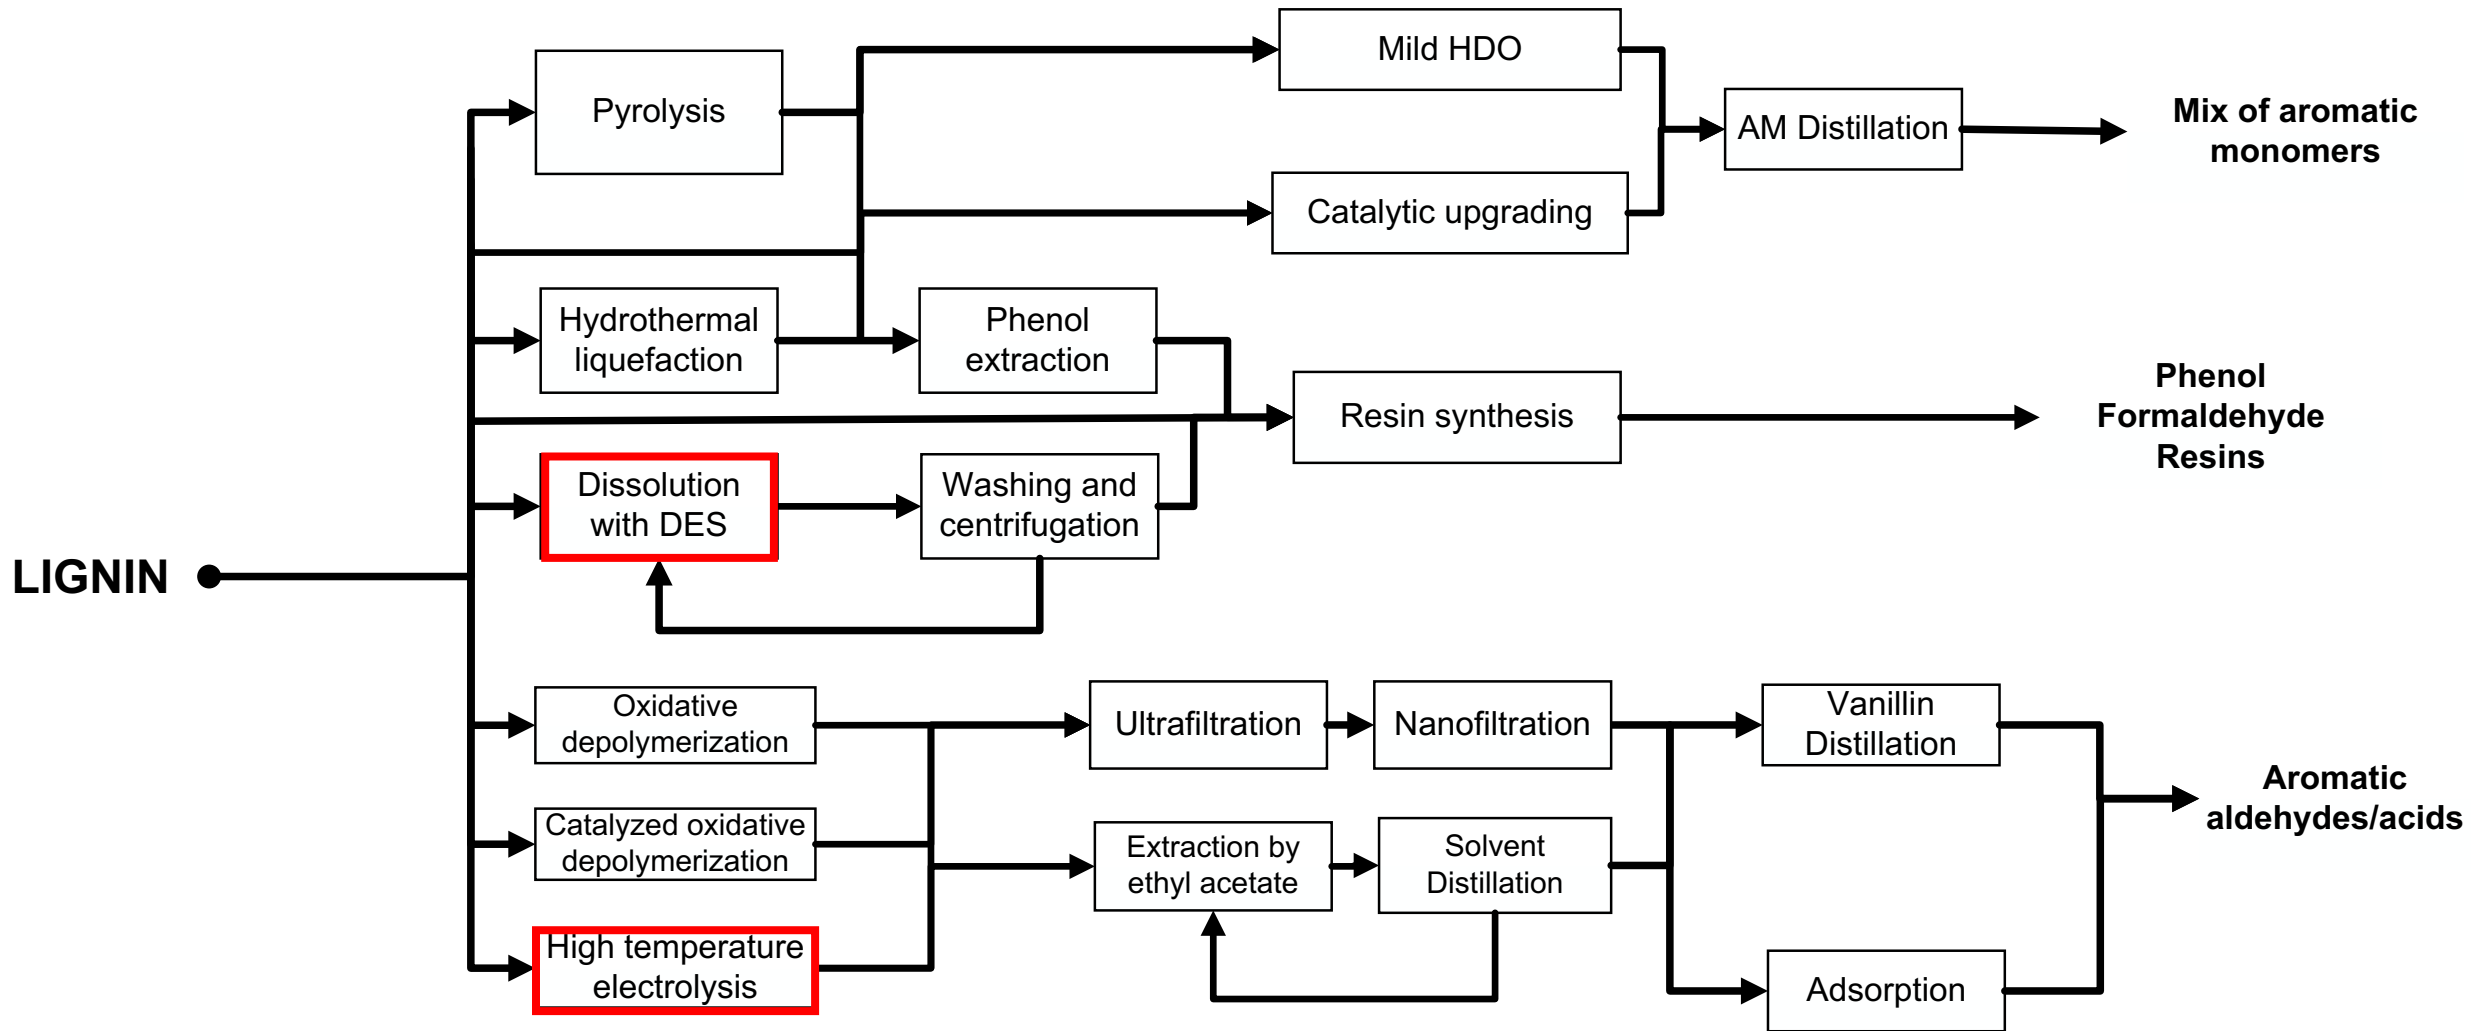 Mild HDO
Pyrolysis
AM Distillation
Mix of aromatic
monomers
Catalytic upgrading
Hydrothermal
liquefaction
Phenol
extraction
Resin synthesis
Phenol
Formaldehyde
Resins
Dissolution
with DES
Washing and
centrifugation
LIGNIN
Oxidative
depolymerization
Ultrafiltration
Nanofiltration
Vanillin
Distillation
Aromatic
aldehydes/acids
Catalyzed oxidative
depolymerization
Extraction by
ethyl acetate
Solvent
Distillation
High temperature
electrolysis
Adsorption